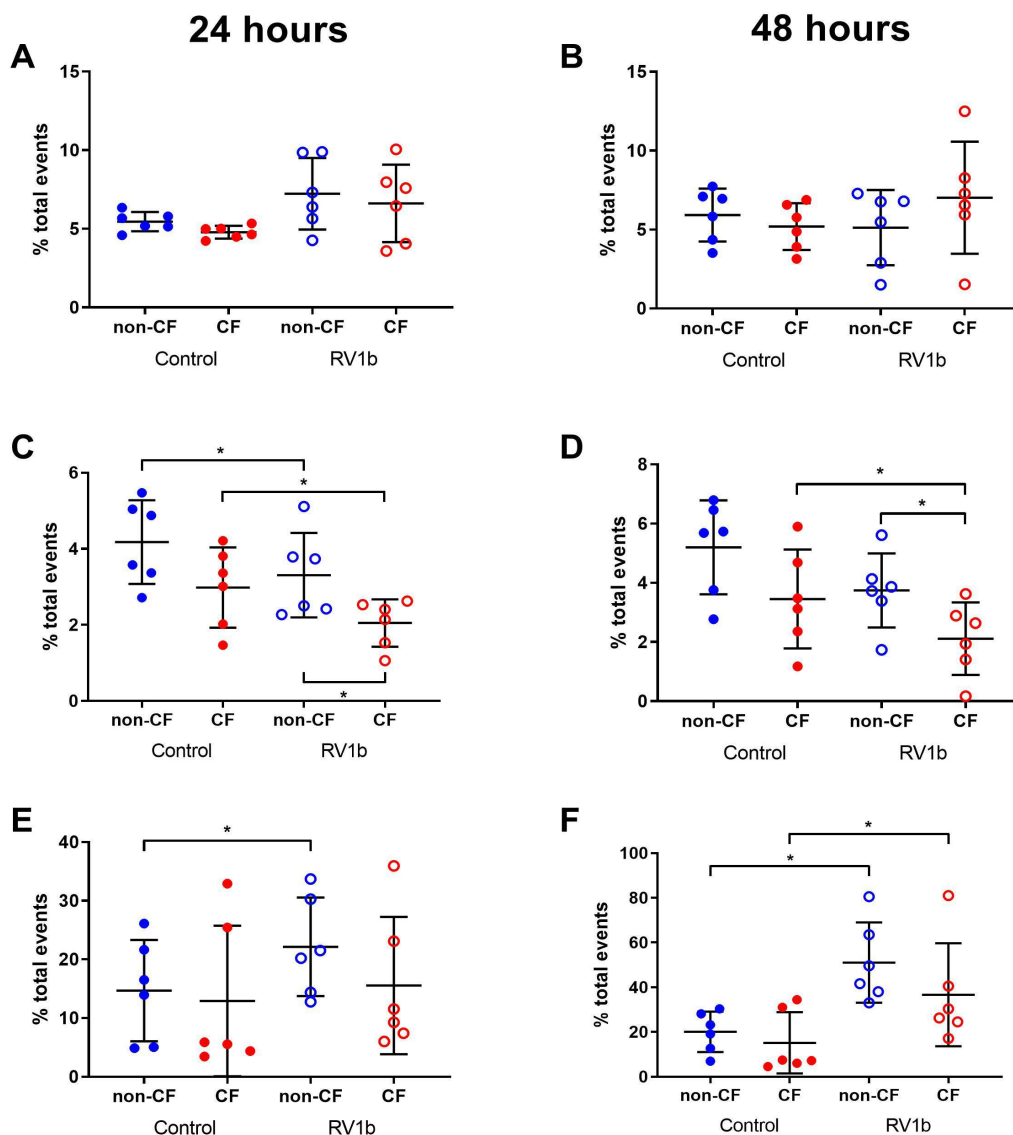 24 hours
48 hours
A
% total events
15
10
5
0
non-CF CF non-CF CF
Control RV1b
B
% total events
15
10
5
0
non-CF CF non-CF CF
Control RV1b
C
% total events
6
4
2
0
* * *
non-CF CF non-CF CF
Control RV1b
D
% total events
8
6
4
2
0
* *
non-CF CF non-CF CF
Control RV1b
E
% total events
40
30
20
10
0
*
non-CF CF non-CF CF
Control RV1b
F
% total events
100
80
60
40
20
0
* *
non-CF CF non-CF CF
Control RV1b